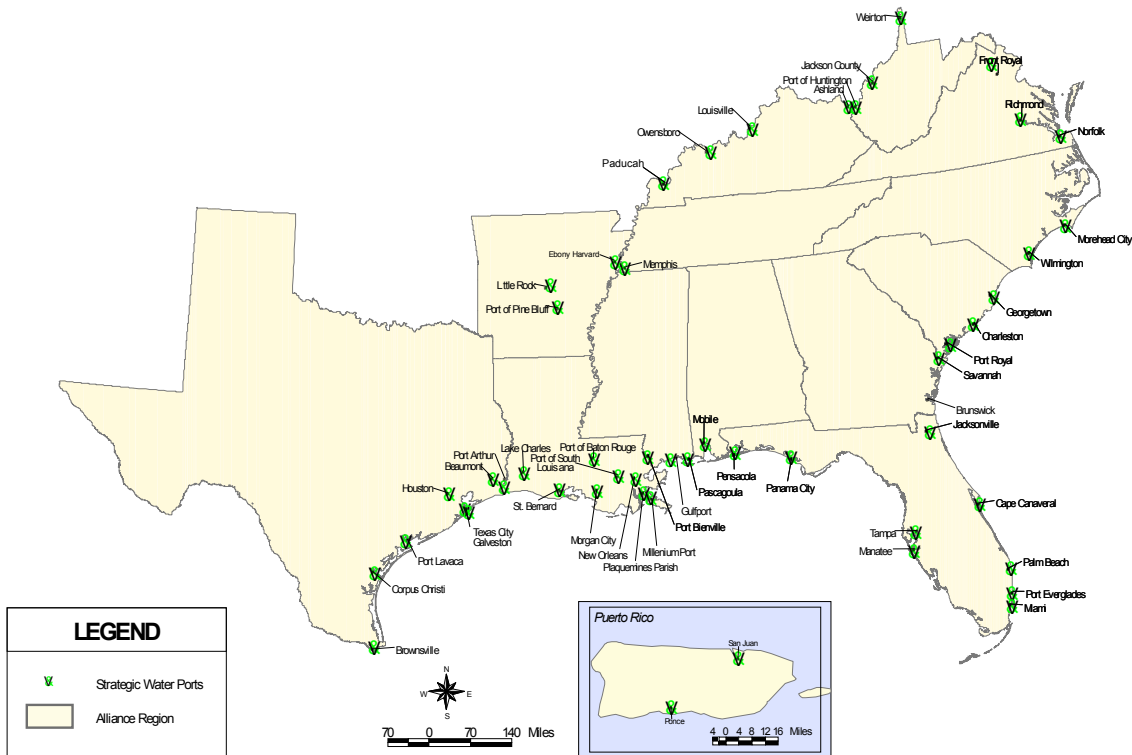 Weirton
Jackson County
Front Royal
Port of Huntington
Ashland
Louisville
Richmond
Owensboro
Norfolk
Paducah
Morehead City
Ebony Harvard
Memphis
Wilmington
Little Rock
Port of Pine Bluff
Georgetown
Charleston
Port Royal
Savannah
Brunswick
Jacksonville
Mobile
Port of Baton Rouge
Lake Charles
Port Arthur
Port of South
Louisiana
Beaumont
Pensacola
Pascagoula
Panama City
Houston
St. Bernard
Gulfport
Cape Canaveral
Texas City
Galveston
Port Bienville
Morgan City
New Orleans
Millenium Port
Plaquemines Parish
Tampa
Manatee
Port Lavaca
Palm Beach
Corpus Christi
Port Everglades
Miami
Brownsville
LEGEND
Strategic Water Ports
Alliance Region
N
W E
S
70 0 70 140 Miles
Puerto Rico
San Juan
Ponce
4 0 4 8 12 16 Miles